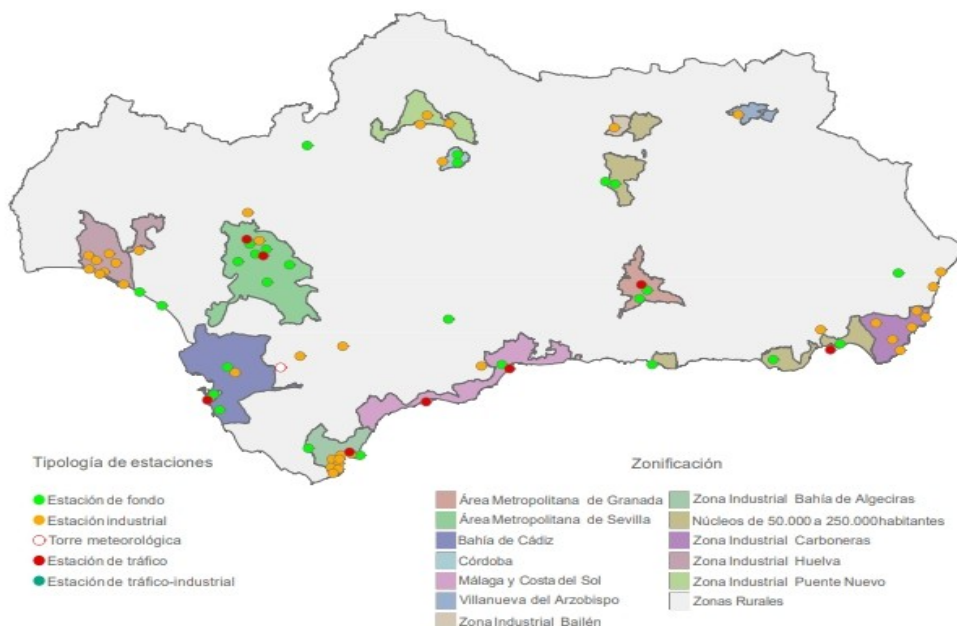 Tipología de estaciones
Estación de fondo
Estación industrial
Torre meteorológica
Estación de tráfico
Estación de tráfico-industrial
Zonificación
Área Metropolitana de Granada
Área Metropolitana de Sevilla
Bahía de Cádiz
Córdoba
Málaga y Costa del Sol
Villanueva del Arzobispo
Zona Industrial Bailén
Zona Industrial Bahía de Algeciras
Núcleos de 50.000 a 250.000habitantes
Zona Industrial Carboneras
Zona Industrial Huelva
Zona Industrial Puente Nuevo
Zonas Rurales